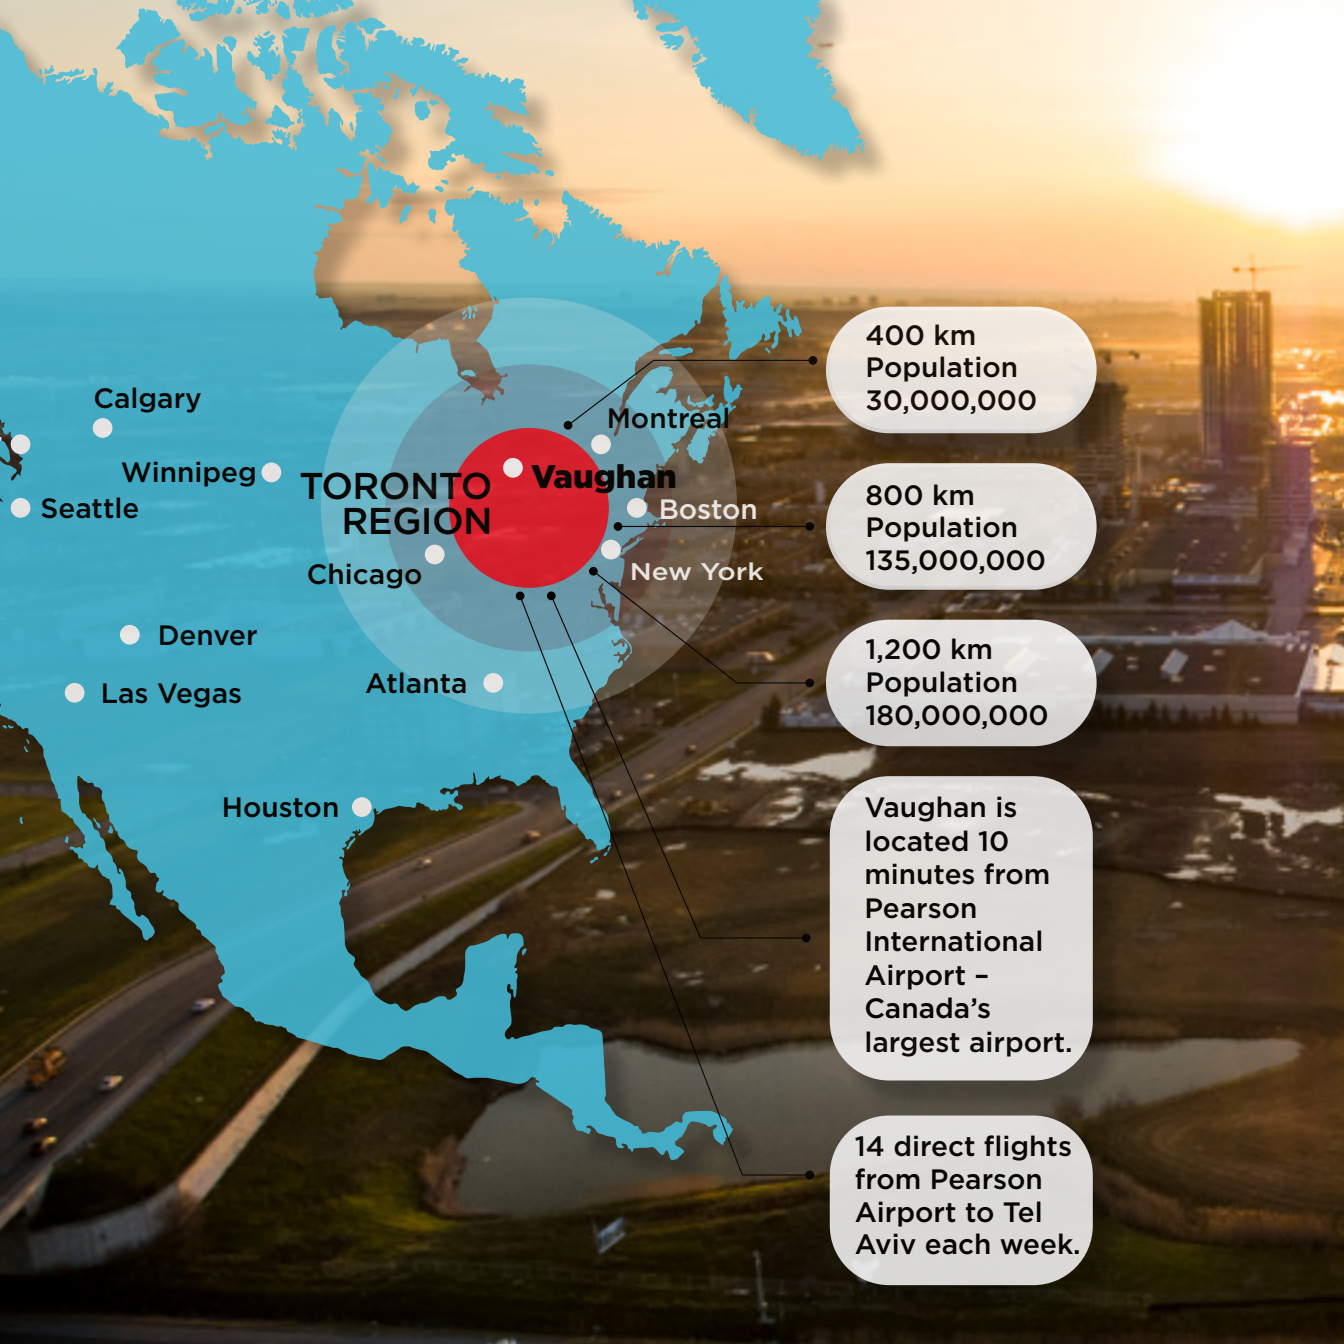 Calgary
Winnipeg
Seattle
TORONTO
REGION
Vaughan
Montreal
Boston
New York
Chicago
Denver
Las Vegas
Atlanta
Houston
400 km
Population
30,000,000
800 km
Population
135,000,000
1,200 km
Population
180,000,000
Vaughan is
located 10
minutes from
Pearson
International
Airport –
Canada’s
largest airport.
14 direct flights
from Pearson
Airport to Tel
Aviv each week.